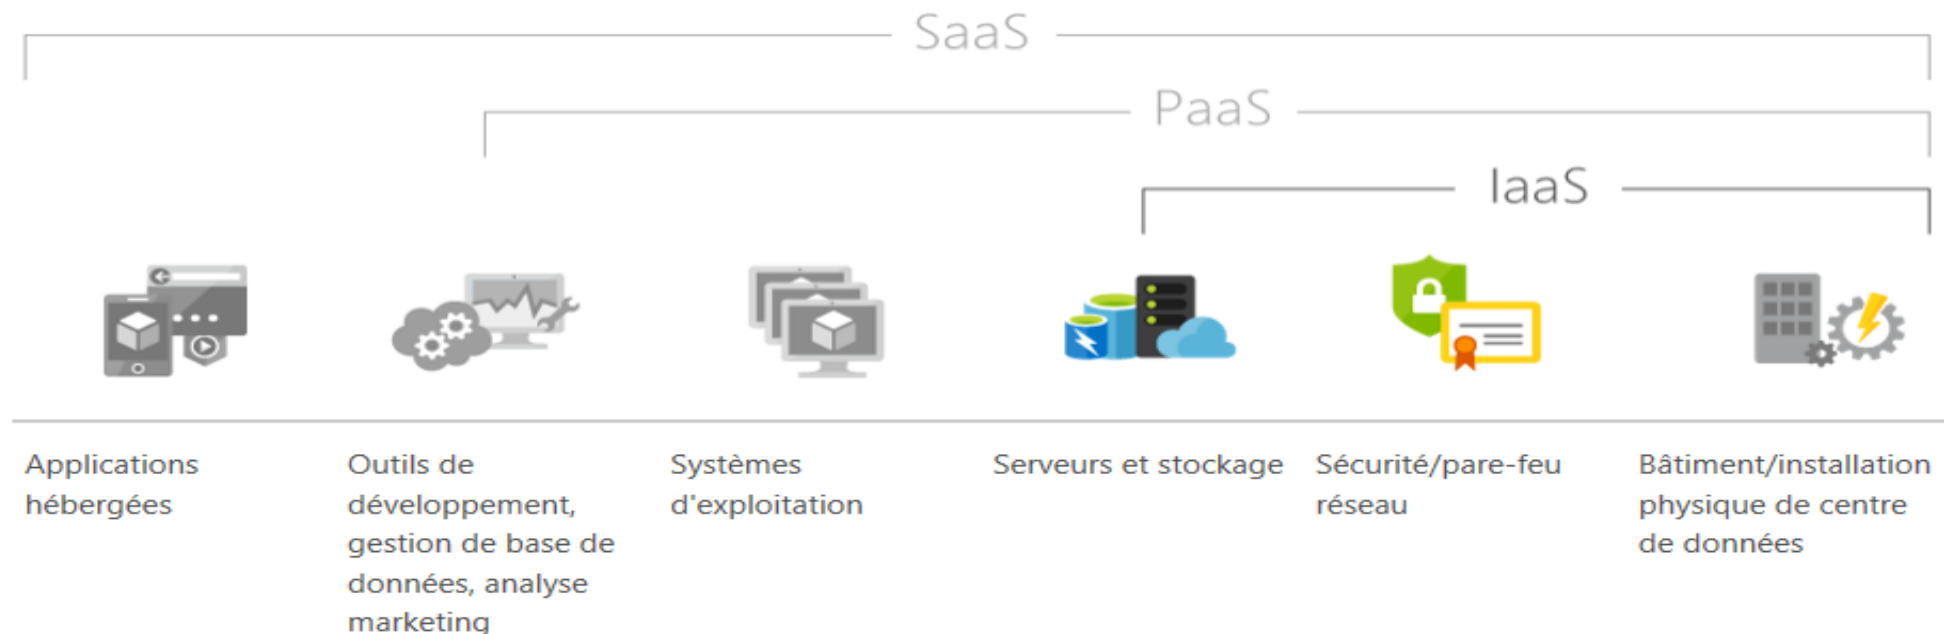 SaaS
PaaS
IaaS
Applications
hébergées
Outils de
développement,
gestion de base de
données, analyse
marketing
Systèmes
d'exploitation
Serveurs et stockage
Sécurité/pare-feu
réseau
Bâtiment/installation
physique de centre
de données